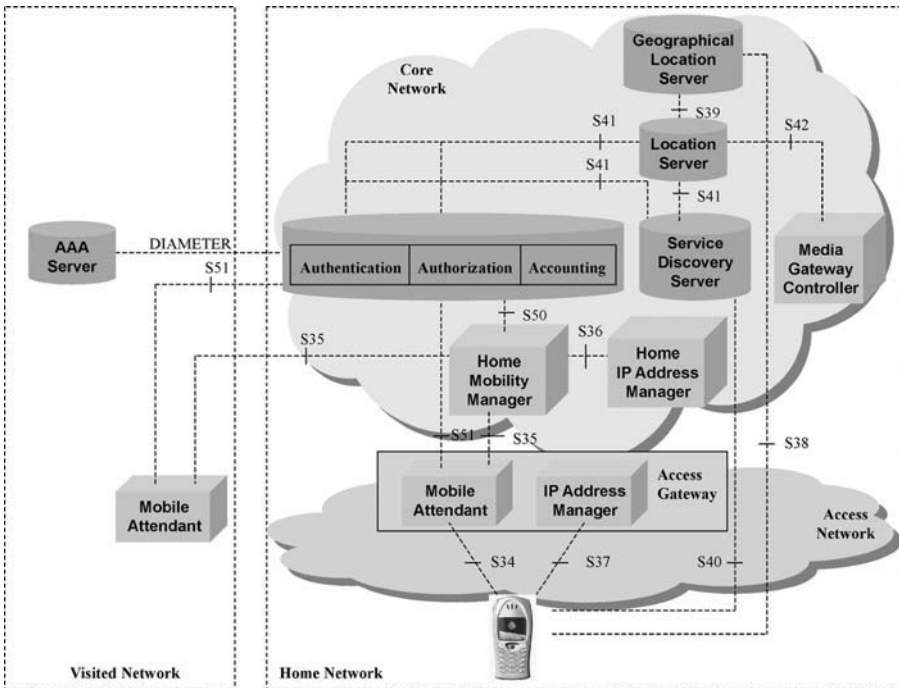 Geographical
Location
Server
Core
Network
S39
S41
S42
Location
Server
S41
S41
DIAMETER
AAA
Server
Authentication
Authorization
Accounting
Service
Discovery
Server
Media
Gateway
Controller
S51
S50
S35
S36
Home
Mobility
Manager
Home
IP Address
Manager
S51
S35
S38
Mobile
Attendant
IP Address
Manager
Access
Gateway
Mobile
Attendant
Access
Network
S34
S37
S40
Visited Network
Home Network